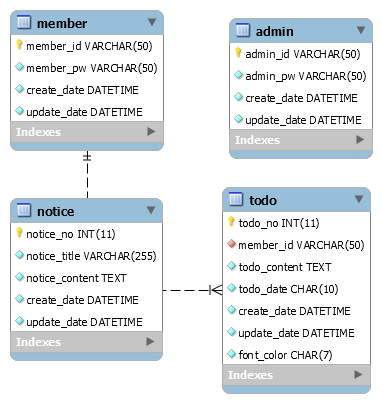 member
member_id VARCHAR(50)
member_pw VARCHAR(50)
create_date DATETIME
update_date DATETIME
Indexes
admin
admin_id VARCHAR(50)
admin_pw VARCHAR(50)
create_date DATETIME
update_date DATETIME
Indexes
notice
notice_no INT(11)
notice_title VARCHAR(255)
notice_content TEXT
create_date DATETIME
update_date DATETIME
Indexes
todo
todo_no INT(11)
member_id VARCHAR(50)
todo_content TEXT
todo_date CHAR(10)
create_date DATETIME
update_date DATETIME
font_color CHAR(7)
Indexes